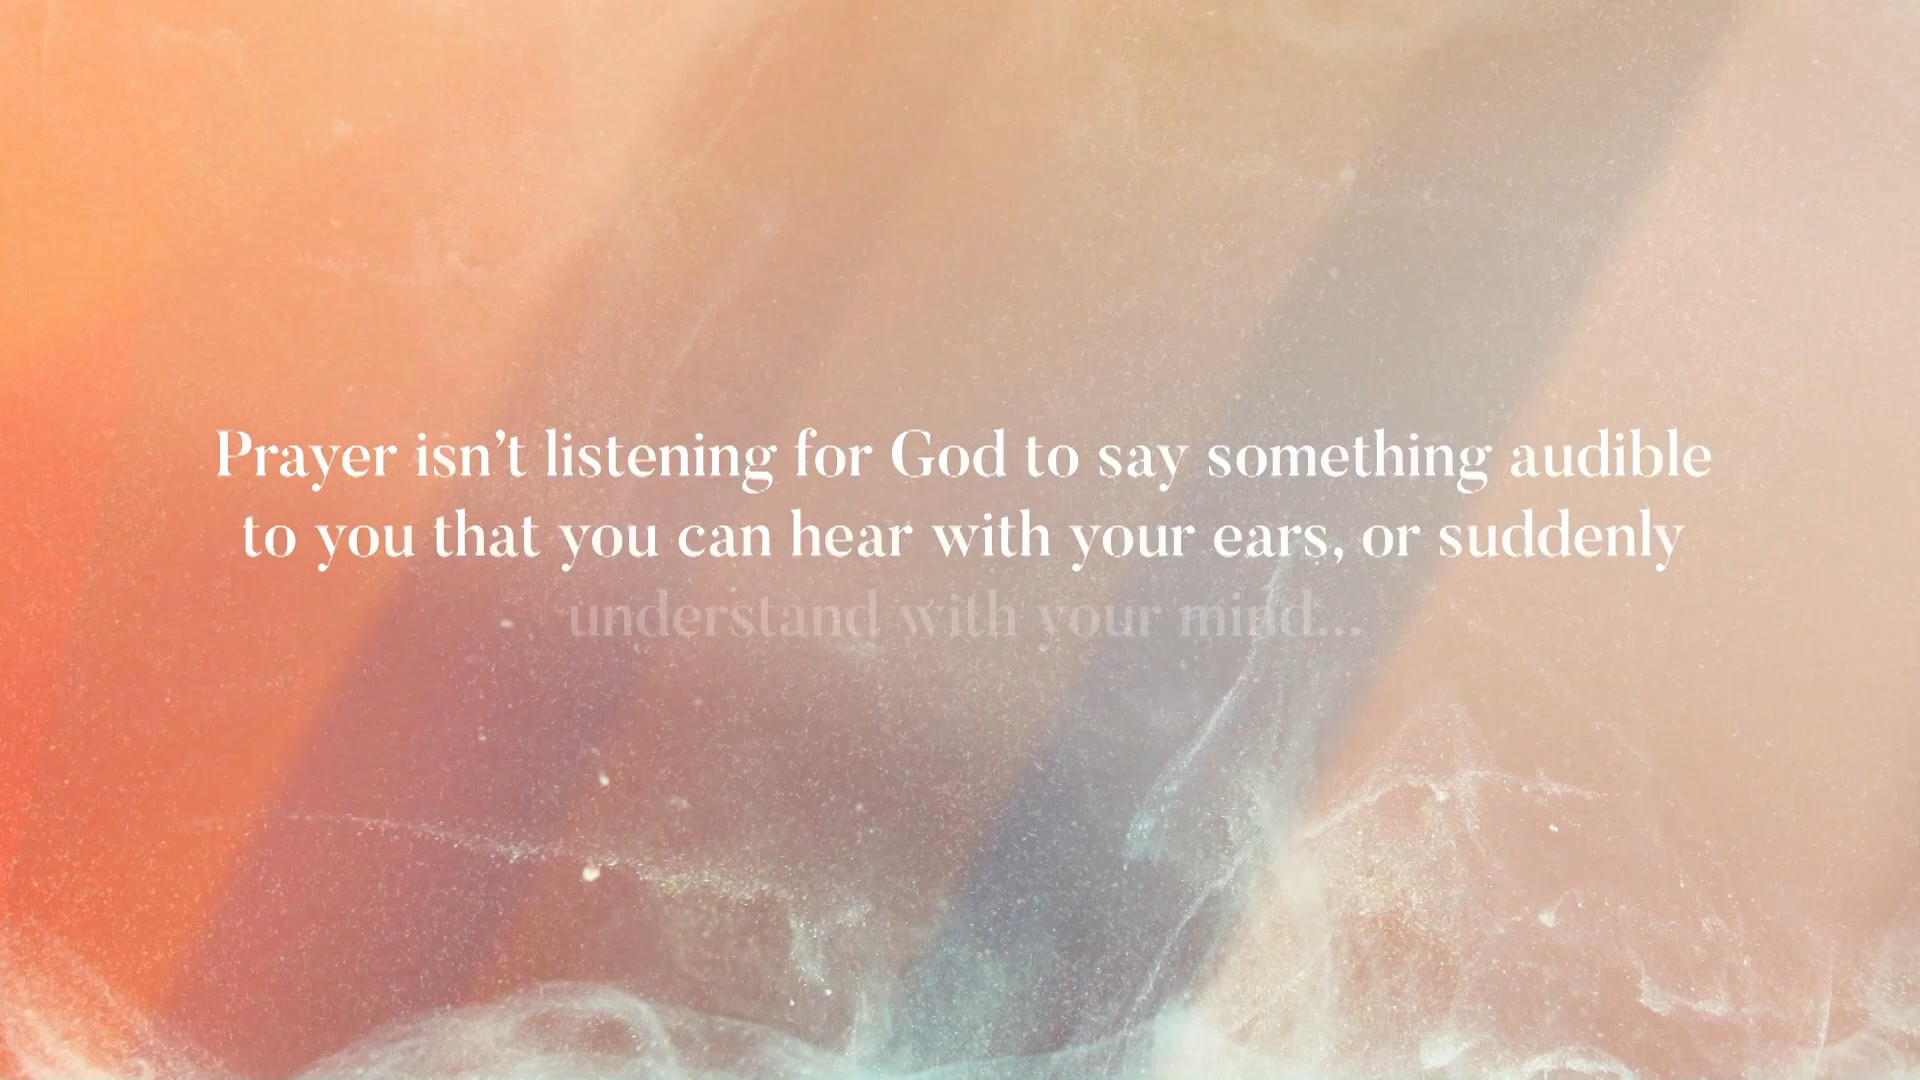 Prayer isn’t listening for God to say something audible
to you that you can hear with your ears, or suddenly
understand with your mind...